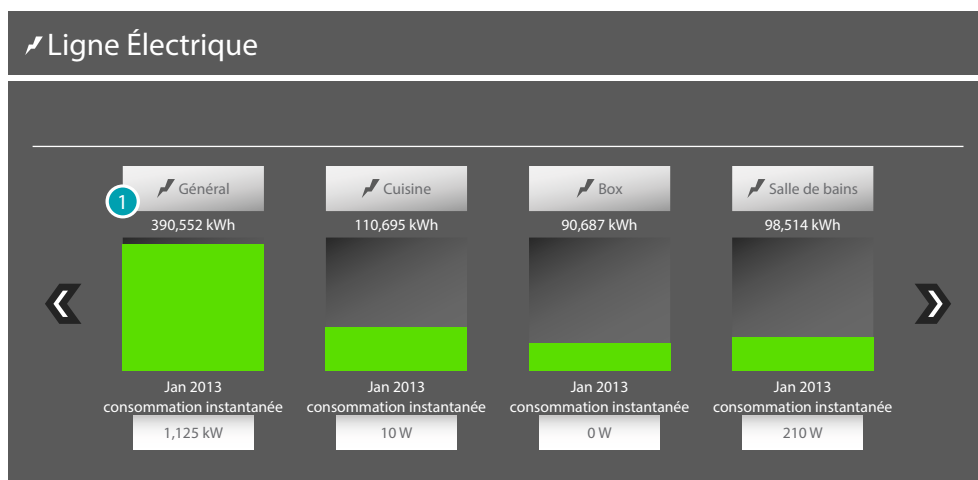 Ligne Électrique
Général Cuisine Box Salle de bains
1
390,552 kWh 110,695 kWh 90,687 kWh 98,514 kWh
Jan 2013 Jan 2013 Jan 2013 Jan 2013
consommation instantanée consommation instantanée consommation instantanée consommation instantanée
1,125 kW 10 W 0 W 210 W